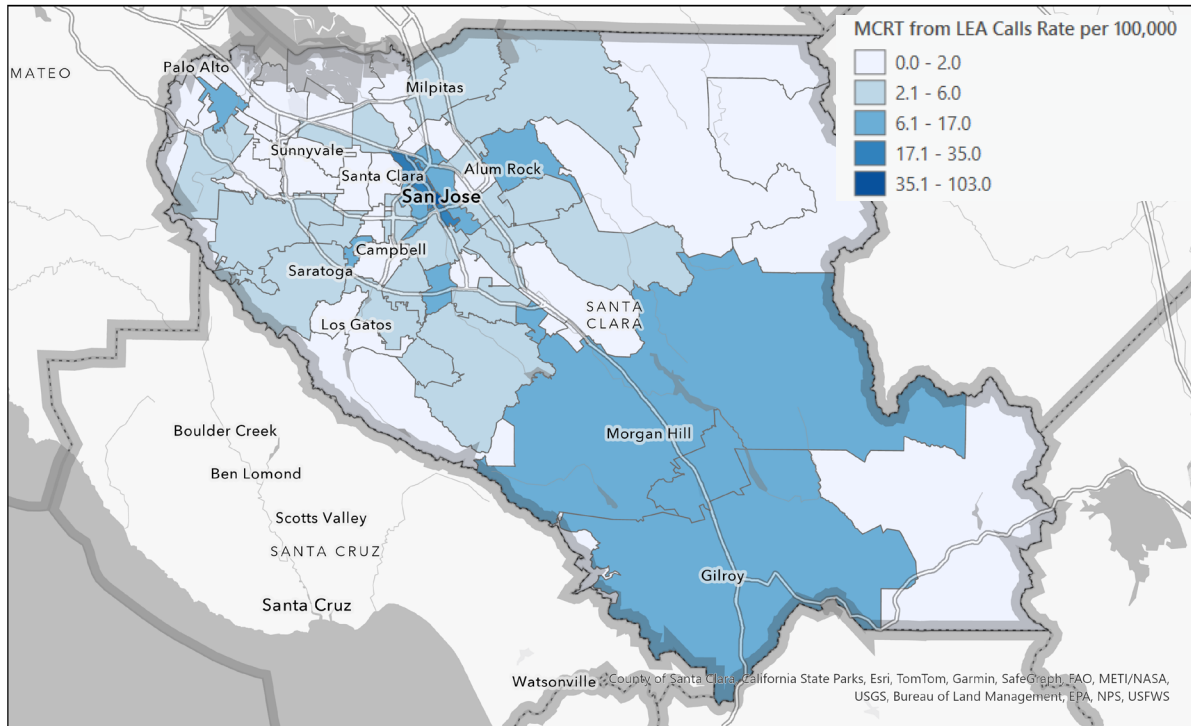 MCRT from LEA Calls Rate per 100,000
0.0 - 2.0
2.1 - 6.0
6.1 - 17.0
17.1 - 35.0
35.1 - 103.0
MATEO
Palo Alto
Milpitas
Sunnyvale
Santa Clara
Alum Rock
San Jose
Campbell
Saratoga
SANTA
CLARA
Los Gatos
Boulder Creek
Morgan Hill
Ben Lomond
Scotts Valley
SANTA CRUZ
Gilroy
Santa Cruz
Watsonville
County of Santa Clara, California State Parks, Esri, TomTom, Garmin, SafeGraph, FAO, METI/NASA,
USGS, Bureau of Land Management, EPA, NPS, USFWS